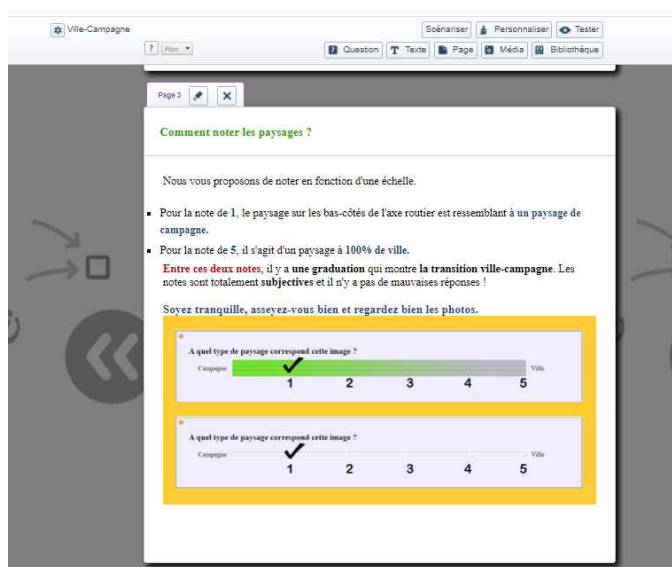 Ville-Campagne
Scénariser Personnaliser Tester
? Plan
Question T Texte Page Média Bibliothèque
Page 3
Comment noter les paysages ?
Nous vous proposons de noter en fonction d'une échelle.
Pour la note de 1, le paysage sur les bas-côtés de l'axe routier est ressemblant à un paysage de
campagne.
Pour la note de 5, il s'agit d'un paysage à 100% de ville.
Entre ces deux notes, il y a une graduation qui montre la transition ville-campagne. Les
notes sont totalement subjectives et il n'y a pas de mauvaises réponses !
Soyez tranquille, asseyez-vous bien et regardez bien les photos.
A quel type de paysage correspond cette image ?
Campagne Ville
1 2 3 4 5
A quel type de paysage correspond cette image ?
Campagne Ville
1 2 3 4 5